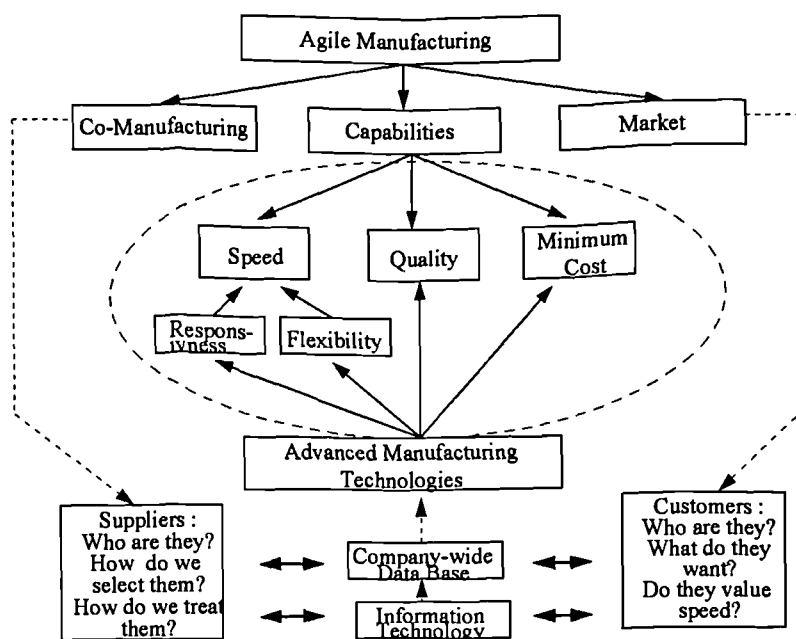 Agile Manufacturing
Co-Manufacturing
Capabilities
Market
Speed
Quality
Minimum
Cost
Respons-
ivness
Flexibility
Advanced Manufacturing
Technologies
Suppliers :
Who are they?
How do we
select them?
How do we treat
them?
Company-wide
Data Base
Information
Technology
Customers :
Who are they?
What do they
want?
Do they value
speed?